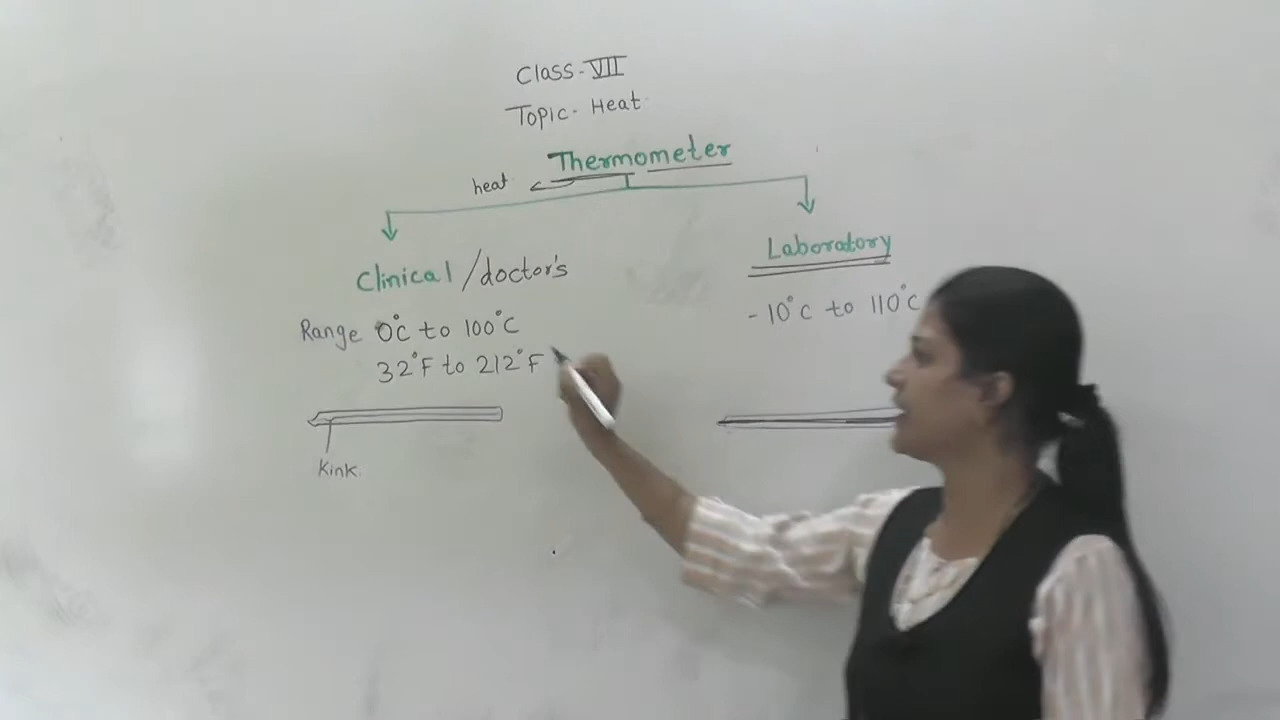 Class-VII
Topic- Heat
Thermometer
heat
Clinical/doctor's
Laboratory
Range 0°C to 100°C
-10°C to 110°C
32°F to 212°F
Kink